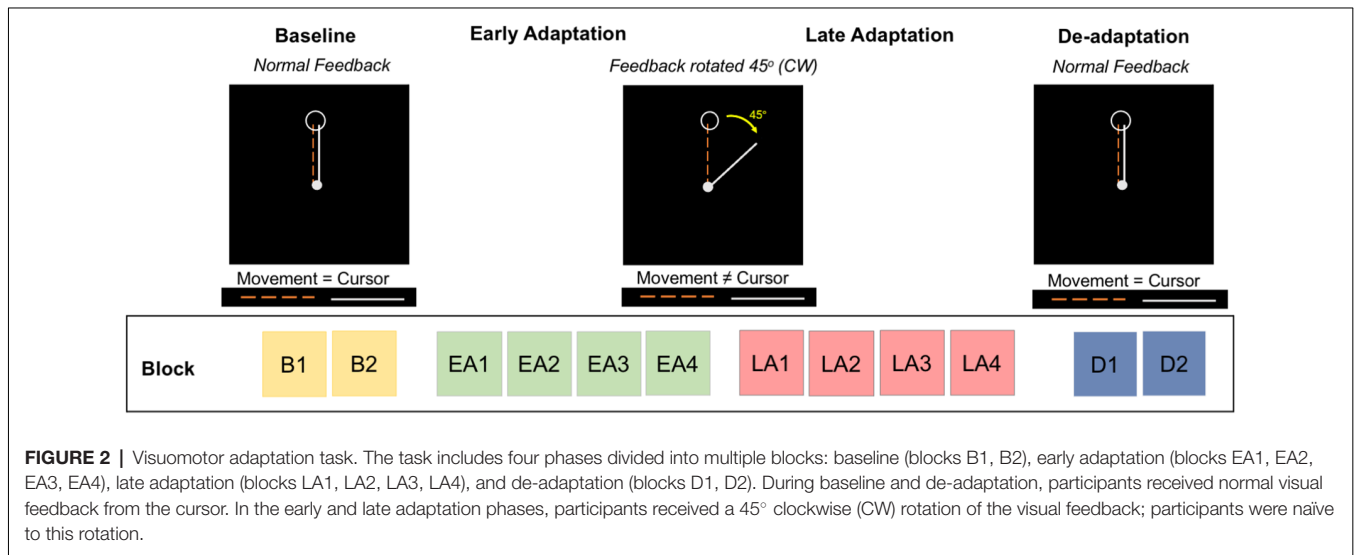 Baseline
Early Adaptation
Late Adaptation
De-adaptation
Normal Feedback
Feedback rotated 45º (CW)
Normal Feedback
45°
Movement = Cursor
Movement ≠ Cursor
Movement = Cursor
Block
B1
B2
EA1
EA2
EA3
EA4
LA1
LA2
LA3
LA4
D1
D2
FIGURE 2 | Visuomotor adaptation task. The task includes four phases divided into multiple blocks: baseline (blocks B1, B2), early adaptation (blocks EA1, EA2,
EA3, EA4), late adaptation (blocks LA1, LA2, LA3, LA4), and de-adaptation (blocks D1, D2). During baseline and de-adaptation, participants received normal visual
feedback from the cursor. In the early and late adaptation phases, participants received a 45° clockwise (CW) rotation of the visual feedback; participants were naïve
to this rotation.